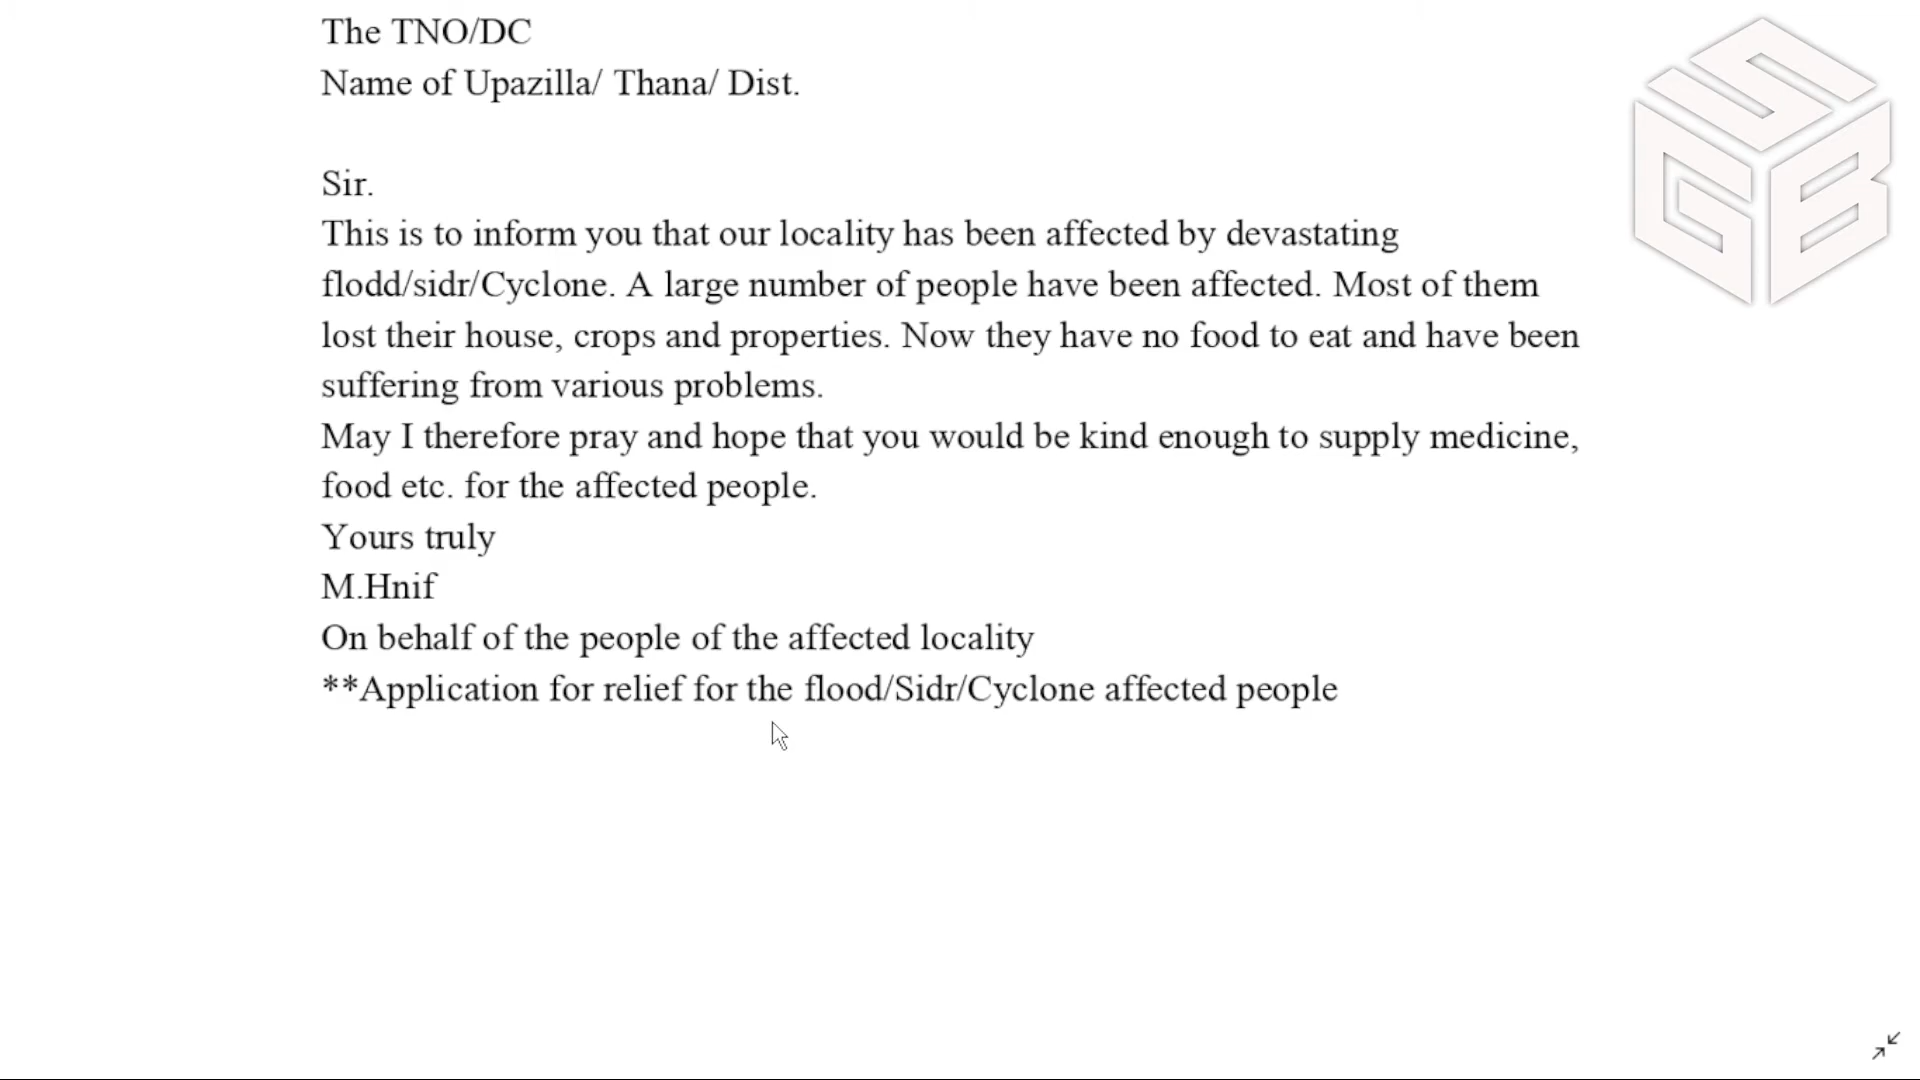 The TNO/DC
Name of Upazilla/ Thana/ Dist.
Sir.
This is to inform you that our locality has been affected by devastating
flodd/sidr/Cyclone. A large number of people have been affected. Most of them
lost their house, crops and properties. Now they have no food to eat and have been
suffering from various problems.
May I therefore pray and hope that you would be kind enough to supply medicine,
food etc. for the affected people.
Yours truly
M.Hnif
On behalf of the people of the affected locality
**Application for relief for the flood/Sidr/Cyclone affected people
SGB